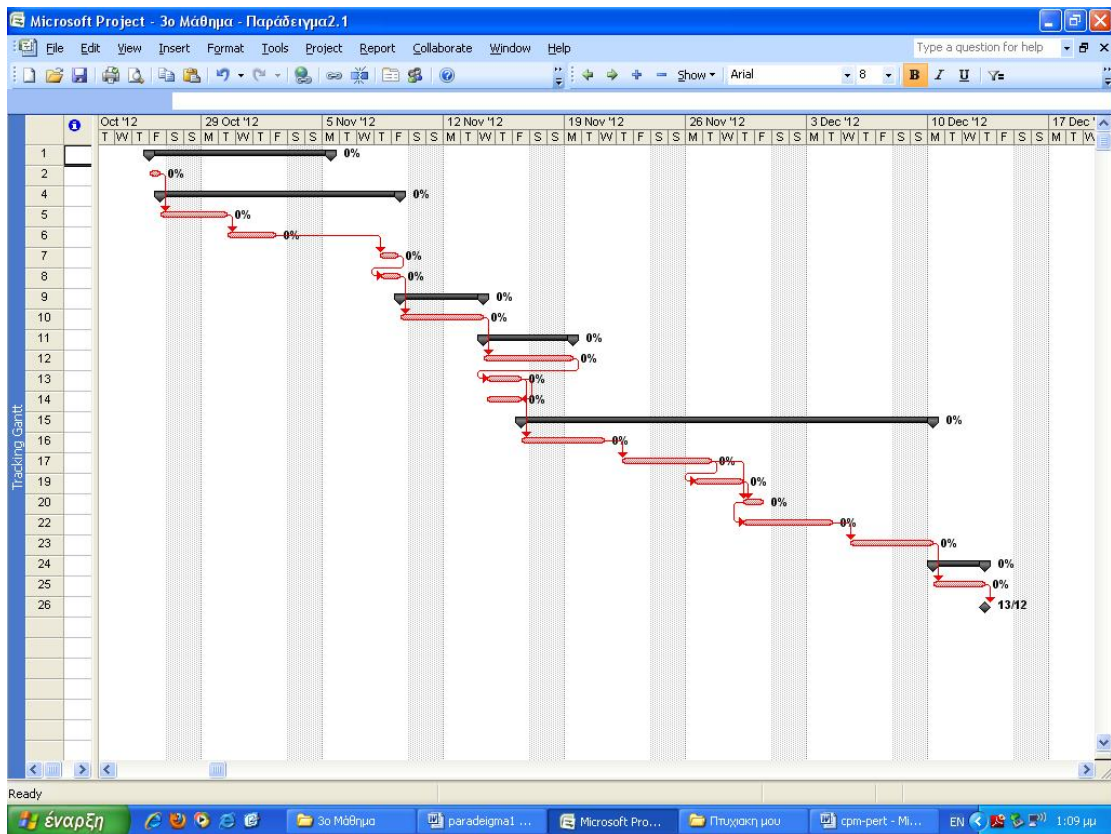 Microsoft Project - 3ο Μάθημα - Παράδειγμα2.1
File Edit View Insert Format Tools Project Report Collaborate Window Help Type a question for help
Show Arial 8 B I U
Oct '12 29 Oct '12 5 Nov '12 12 Nov '12 19 Nov '12 26 Nov '12 3 Dec '12 10 Dec '12 17 Dec '
T W T F S S M T W T F S S M T W T F S S M T W T F S S M T W T F S S M T W T F S S M T W T F S S M T W T F S S M T W
1 0%
2 0%
4 0%
5 0%
6 0%
7 0%
8 0%
9 0%
10 0%
11 0%
12 0%
13 0%
14 0%
15 0%
16 0%
17 0%
19 0%
20 0%
22 0%
23 0%
24 0%
25 0%
26 13/12
Tracking Gantt
Ready
έναρξη 3ο Μάθημα paradeigma1 ... Microsoft Pro... Πτυχιακη μου cpm-pert - Mi... EN 1:09 μμ